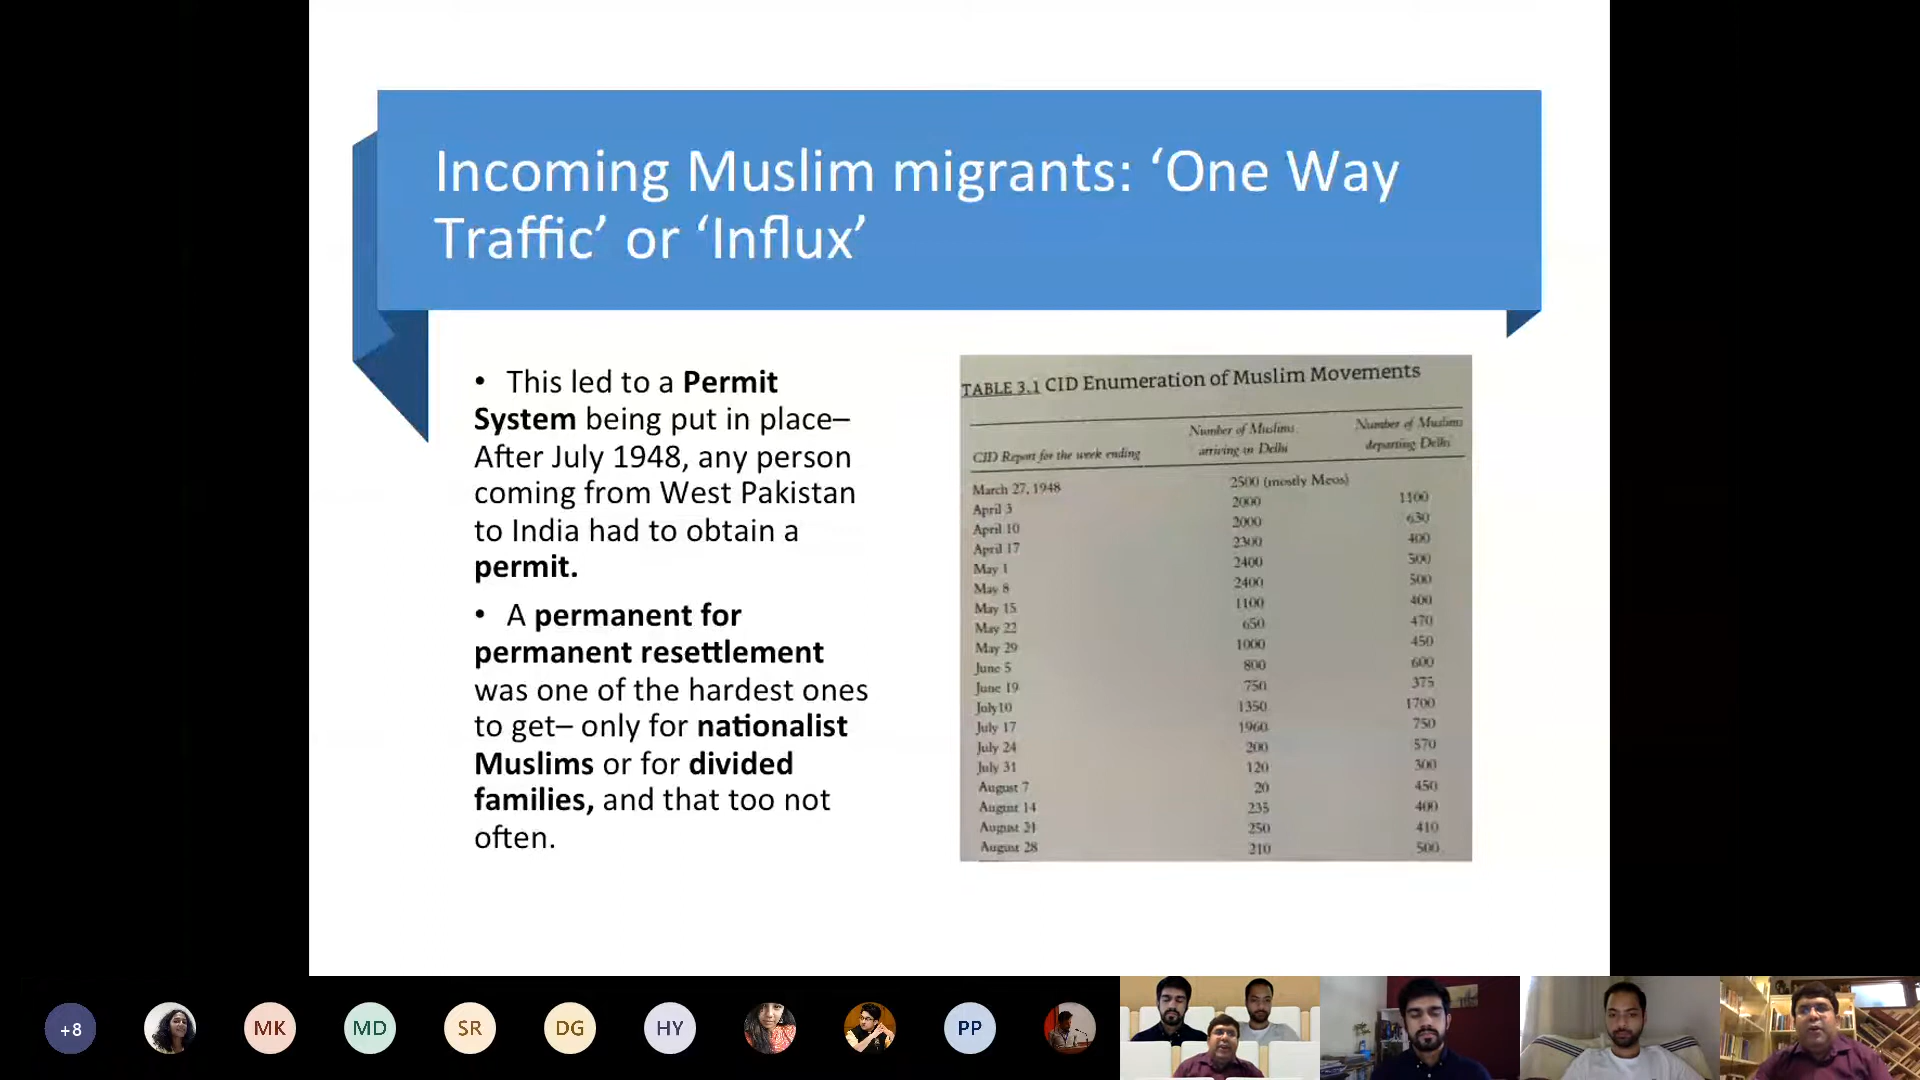 Incoming Muslim migrants: ‘One Way
Traffic’ or ‘Influx’
• This led to a Permit
System being put in place–
After July 1948, any person
coming from West Pakistan
to India had to obtain a
permit.
• A permanent for
permanent resettlement
was one of the hardest ones
to get– only for nationalist
Muslims or for divided
families, and that too not
often.
TABLE 3.1 CID Enumeration of Muslim Movements
CID Report for the week ending
Number of Muslims
arriving in Delhi
Number of Muslims
departing Delhi
March 27, 1948 2500 (mostly Meos) 1100
April 3 2000 630
April 10 2000 400
April 17 2300 500
May 1 2400 500
May 8 2400 400
May 15 1100 470
May 22 650 450
May 29 1000 600
June 5 800 375
June 19 750 1700
July 10 1350 750
July 17 1960 570
July 24 200 300
July 31 120 450
August 7 20 400
August 14 235 410
August 21 250 500
August 28 210
+8
MK
MD
SR
DG
HY
PP